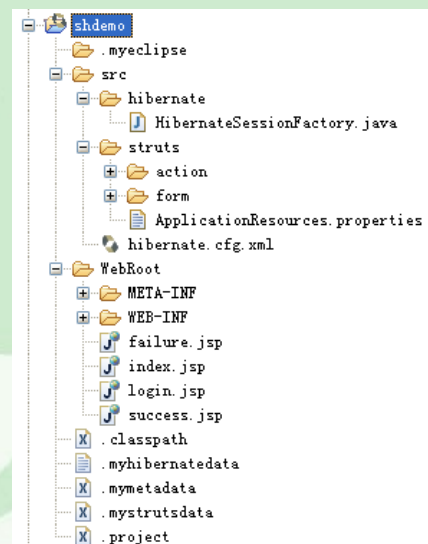 shdemo
.myeclipse
src
hibernate
HibernateSessionFactory.java
struts
action
form
ApplicationResources.properties
hibernate.cfg.xml
WebRoot
META-INF
WEB-INF
failure.jsp
index.jsp
login.jsp
success.jsp
.classpath
.myhibernatedata
.mymetadata
.mystrutsdata
.project